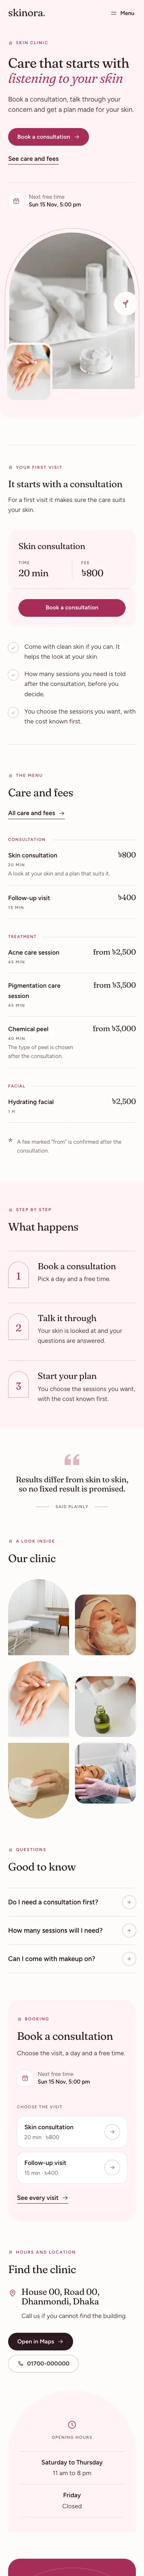 skinora.
Menu
SKIN CLINIC
Care that starts with
listening to your skin
Book a consultation, talk through your
concern and get a plan made for your skin.
Book a consultation
See care and fees
Next free time
Sun 15 Nov, 5:00 pm
YOUR FIRST VISIT
It starts with a consultation
For a first visit it makes sure the care suits
your skin.
Skin consultation
TIME
20 min
FEE
৳800
Book a consultation
Come with clean skin if you can. It
helps the look at your skin.
How many sessions you need is told
after the consultation, before you
decide.
You choose the sessions you want, with
the cost known first.
THE MENU
Care and fees
All care and fees
CONSULTATION
Skin consultation ৳800
20 MIN
A look at your skin and a plan that suits it.
Follow-up visit ৳400
15 MIN
TREATMENT
Acne care session from ৳2,500
45 MIN
Pigmentation care from ৳3,500
session
45 MIN
Chemical peel from ৳3,000
40 MIN
The type of peel is chosen
after the consultation.
FACIAL
Hydrating facial ৳2,500
1 H
* A fee marked "from" is confirmed after the
consultation.
STEP BY STEP
What happens
1
Book a consultation
Pick a day and a free time.
2
Talk it through
Your skin is looked at and your
questions are answered.
3
Start your plan
You choose the sessions you want,
with the cost known first.
Results differ from skin to skin,
so no fixed result is promised.
SAID PLAINLY
A LOOK INSIDE
Our clinic
QUESTIONS
Good to know
Do I need a consultation first?
How many sessions will I need?
Can I come with makeup on?
BOOKING
Book a consultation
Choose the visit, a day and a time.
Next free time
Sun 15 Nov, 5:00 pm
CHOOSE THE VISIT
Skin consultation
20 min · ৳800
Follow-up visit
15 min · ৳400
See every visit
HOURS AND LOCATION
Find the clinic
House 00, Road 00,
Dhanmondi, Dhaka
Call us if you cannot find the building.
Open in Maps
01700-000000
OPENING HOURS
Saturday to Thursday
11 am to 8 pm
Friday
Closed